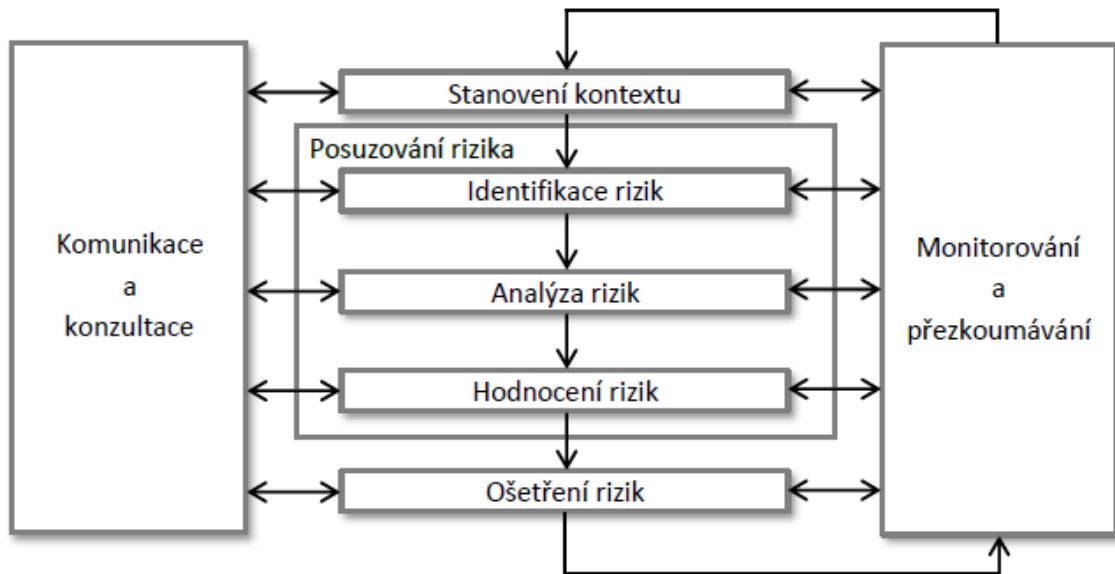 Stanovení kontextu
Posuzování rizika
Identifikace rizik
Komunikace
a
konzultace
Analýza rizik
Monitorování
a
přezkoumávání
Hodnocení rizik
Ošetření rizik